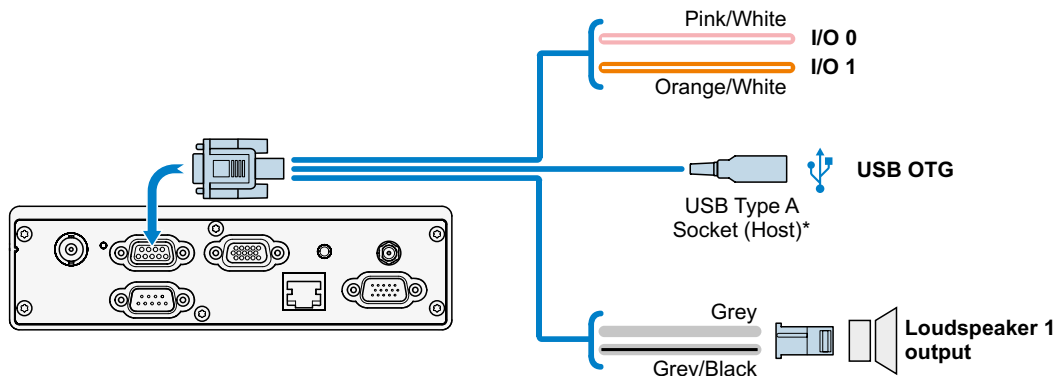 Pink/White
I/O 0
I/O 1
Orange/White
USB OTG
USB Type A
Socket (Host)*
Grey
Loudspeaker 1
output
Grey/Black